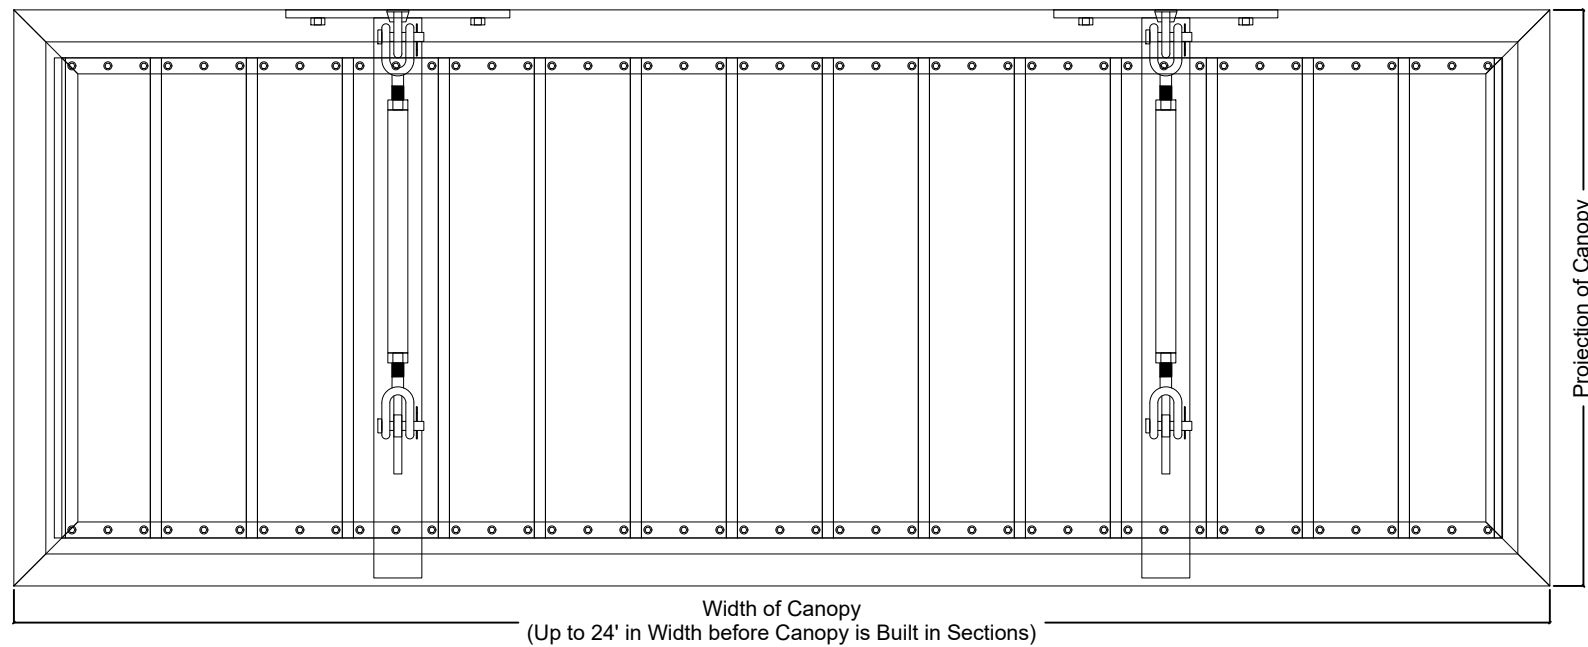 Width of Canopy
(Up to 24' in Width before Canopy is Built in Sections)
Projection of Canopy